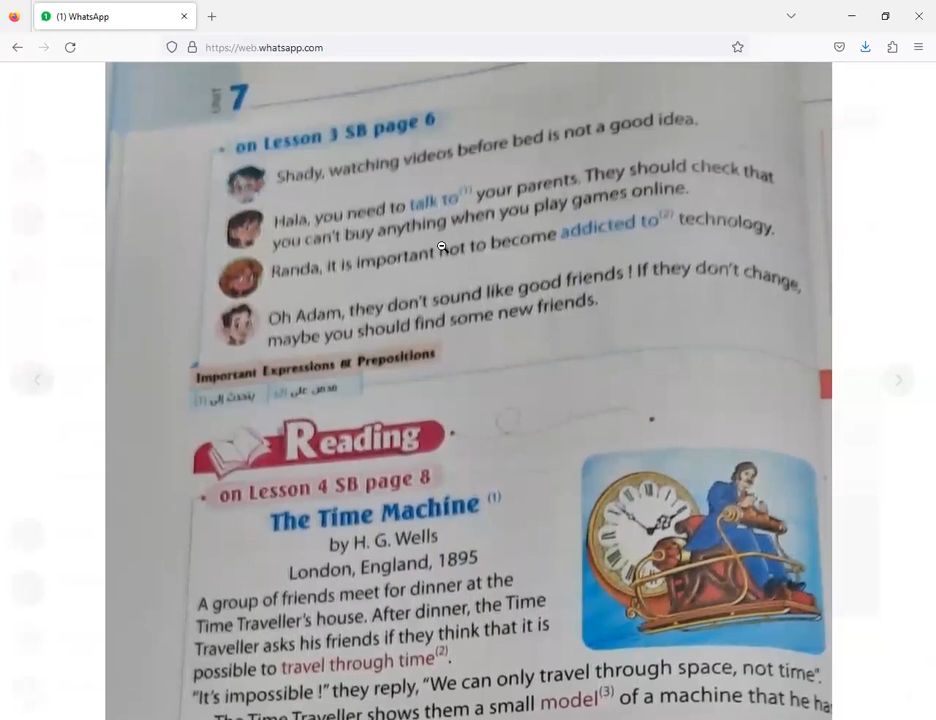 (1) WhatsApp
https://web.whatsapp.com
UNIT 7
• on Lesson 3 SB page 6
Shady, watching videos before bed is not a good idea.
Hala, you need to talk to(1) your parents. They should check that
you can't buy anything when you play games online.
Randa, it is important not to become addicted to(2) technology.
Oh Adam, they don't sound like good friends ! If they don't change,
maybe you should find some new friends.
Important Expressions & Prepositions
(1) يتحدث إلى (2) مدمن على
Reading
• on Lesson 4 SB page 8
The Time Machine (1)
by H. G. Wells
London, England, 1895
A group of friends meet for dinner at the
Time Traveller's house. After dinner, the Time
Traveller asks his friends if they think that it is
possible to travel through time(2).
"It's impossible !" they reply, "We can only travel through space, not time".
The Time Traveller shows them a small model(3) of a machine that he ha